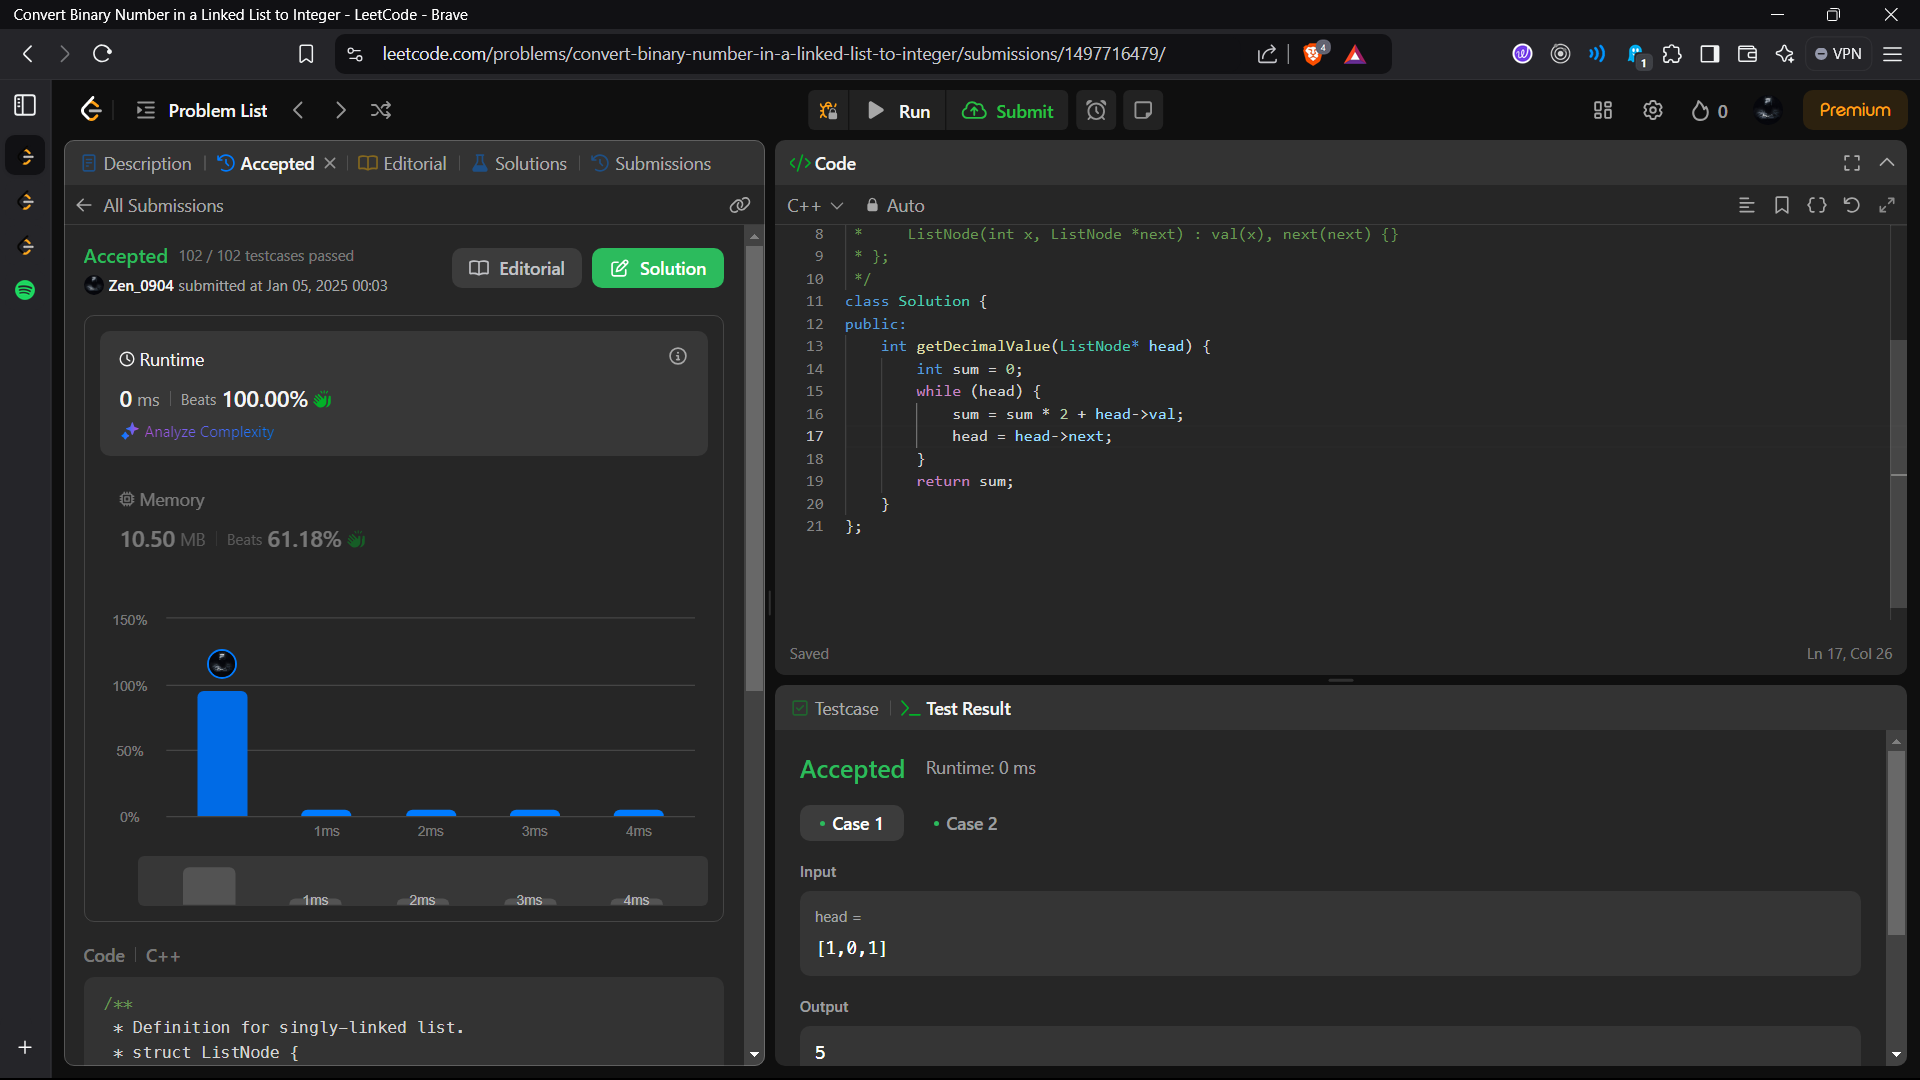 Convert Binary Number in a Linked List to Integer - LeetCode - Brave
leetcode.com/problems/convert-binary-number-in-a-linked-list-to-integer/submissions/1497716479/
4
1
VPN
Problem List
Run
Submit
0
Premium
Description
Accepted
Editorial
Solutions
Submissions
All Submissions
Accepted 102 / 102 testcases passed
Zen_0904 submitted at Jan 05, 2025 00:03
Editorial
Solution
Runtime
0 ms Beats 100.00%
Analyze Complexity
Memory
10.50 MB Beats 61.18%
150%
100%
50%
0%
1ms 2ms 3ms 4ms
1ms 2ms 3ms 4ms
Code C++
/**
* Definition for singly-linked list.
* struct ListNode {
</> Code
C++ Auto
8 * ListNode(int x, ListNode *next) : val(x), next(next) {}
9 * };
10 */
11 class Solution {
12 public:
13 int getDecimalValue(ListNode* head) {
14 int sum = 0;
15 while (head) {
16 sum = sum * 2 + head->val;
17 head = head->next;
18 }
19 return sum;
20 }
21 };
Saved
Ln 17, Col 26
Testcase
>_ Test Result
Accepted Runtime: 0 ms
• Case 1
• Case 2
Input
head =
[1,0,1]
Output
5